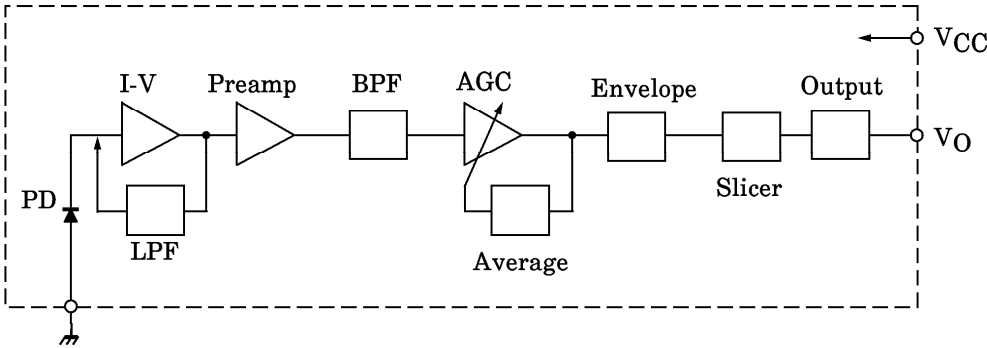 V_CC
I-V
Preamp
BPF
AGC
Envelope
Output
V_O
Slicer
PD
LPF
Average